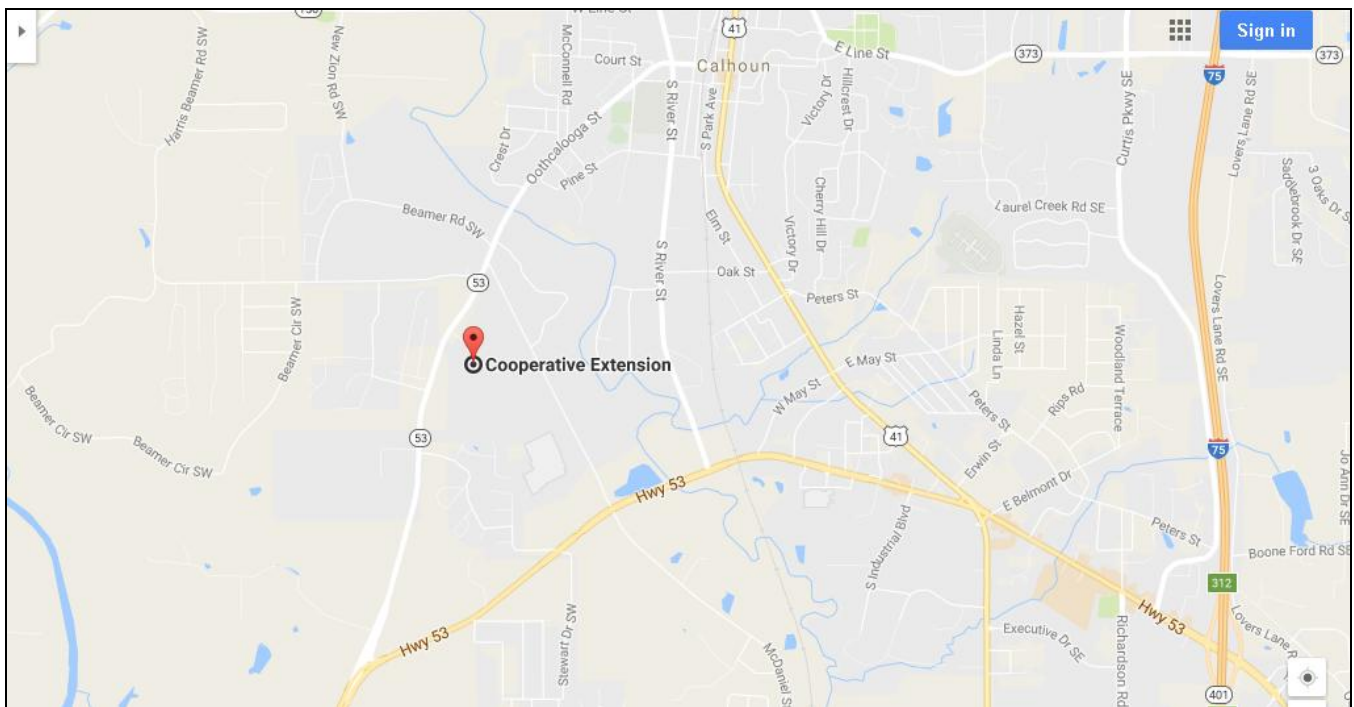 W Line St
41
Sign in
Harris Beamer Rd SW
New Zion Rd SW
McConnell Rd
Court St
Calhoun
E Line St
373
373
75
Oothcalooga St
Crest Dr
Pine St
S River St
S Park Ave
Victory Dr
Hillcrest Dr
Curtis Pkwy SE
Lovers Lane Rd SE
Saddlebrook Dr SE
3 Oaks Dr S
Beamer Rd SW
Elm St
Cherry Hill Dr
Victory Dr
Laurel Creek Rd SE
S River St
Oak St
Peters St
53
Beamer Cir SW
Hazel St
Linda Ln
Woodland Terrace
Lovers Lane Rd SE
Cooperative Extension
E May St
W May St
Rips Rd
Peters St
Beamer Cir SW
Beamer Cir SW
53
41
75
Erwin St
E Belmont Dr
Jo Ann Dr SE
Hwy 53
S Industrial Blvd
Peters St
Boone Ford Rd SE
312
Hwy 53
Stewart Dr SW
McDaniel St
Executive Dr SE
Richardson Rd
Hwy 53
Lovers Lane R
401